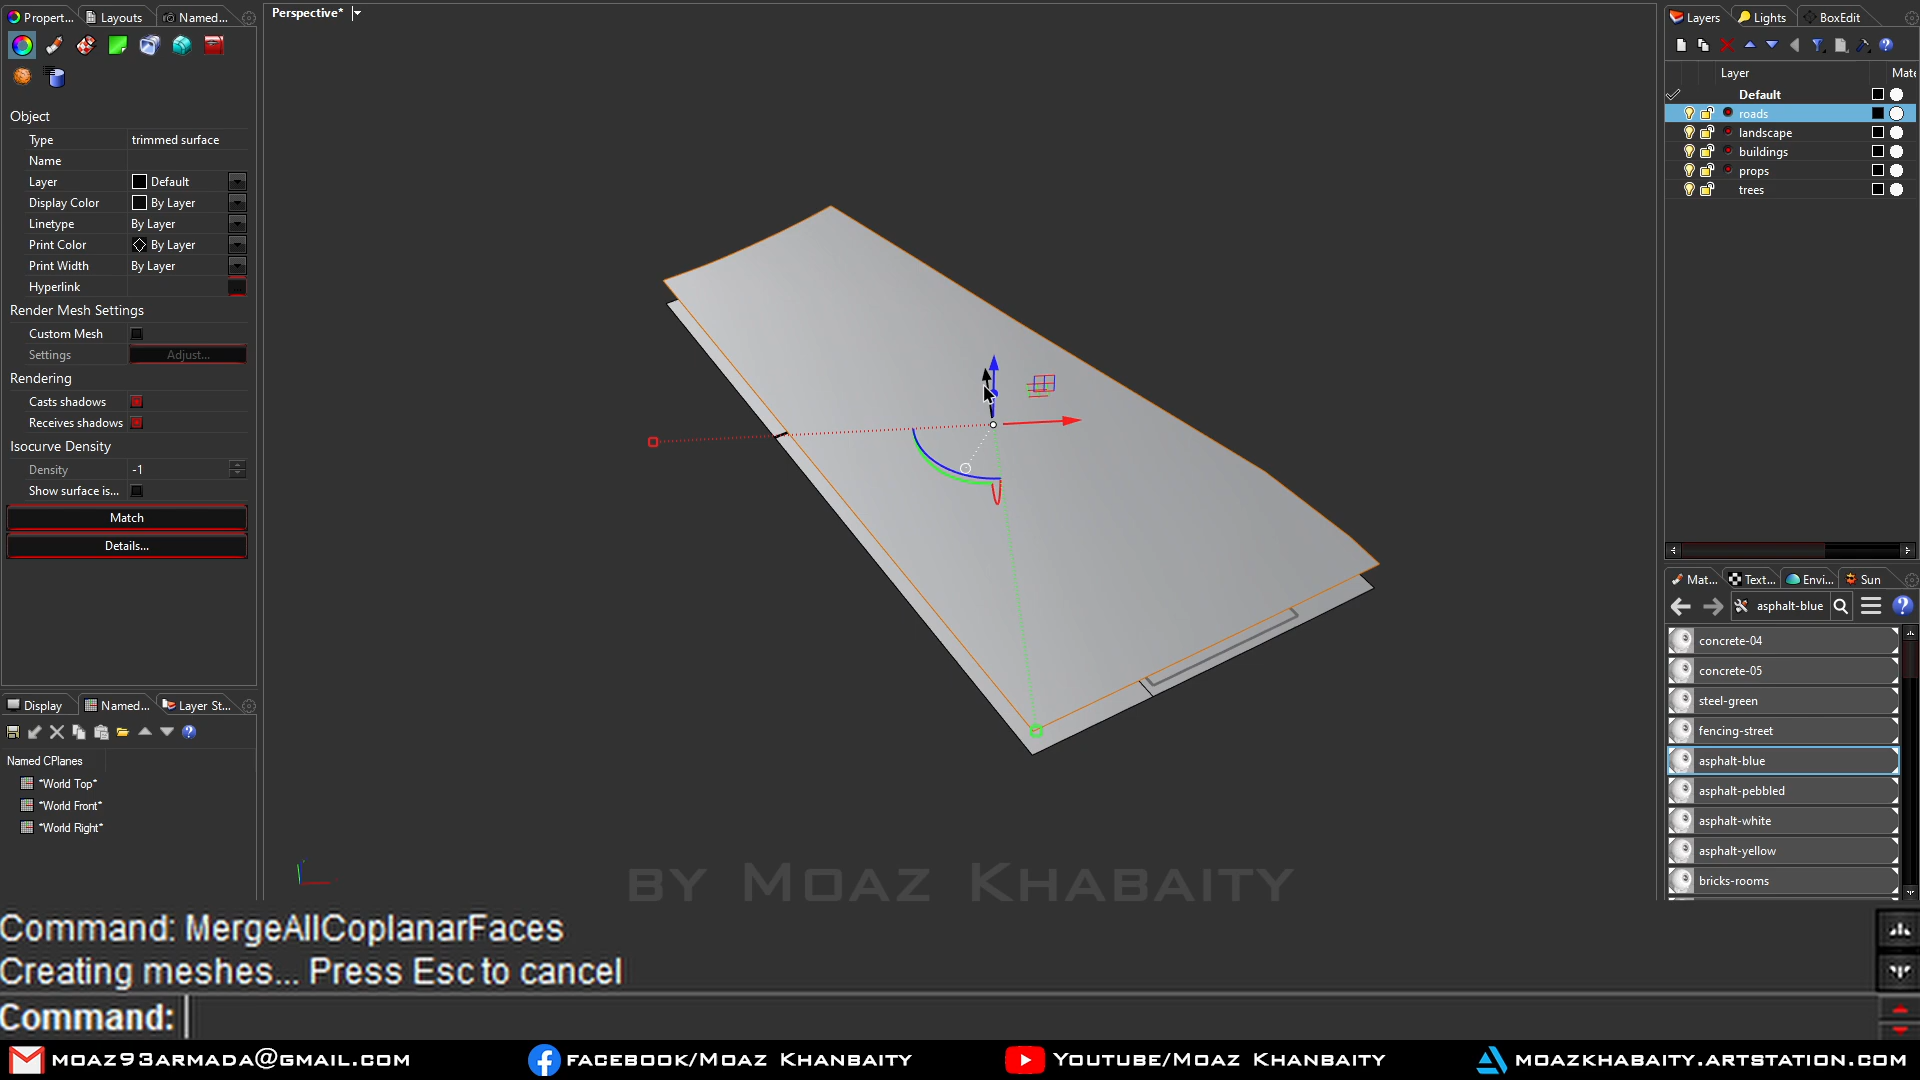 Propert...
Layouts
Named...
Perspective*
Object
Type trimmed surface
Name
Layer Default
Display Color By Layer
Linetype By Layer
Print Color By Layer
Print Width By Layer
Hyperlink
Render Mesh Settings
Custom Mesh
Settings Adjust...
Rendering
Casts shadows
Receives shadows
Isocurve Density
Density -1
Show surface is...
Match
Details...
Display
Named...
Layer St...
Named CPlanes
*World Top*
*World Front*
*World Right*
Layers
Lights
BoxEdit
Layer Mate
Default
roads
landscape
buildings
props
trees
Mat...
Text...
Envi...
Sun
asphalt-blue
concrete-04
concrete-05
steel-green
fencing-street
asphalt-blue
asphalt-pebbled
asphalt-white
asphalt-yellow
bricks-rooms
by Moaz Khabaity
Command: MergeAllCoplanarFaces
Creating meshes... Press Esc to cancel
Command:
moaz93armada@gmail.com
facebook/Moaz Khanbaity
Youtube/Moaz Khanbaity
moazkhabaity.artstation.com